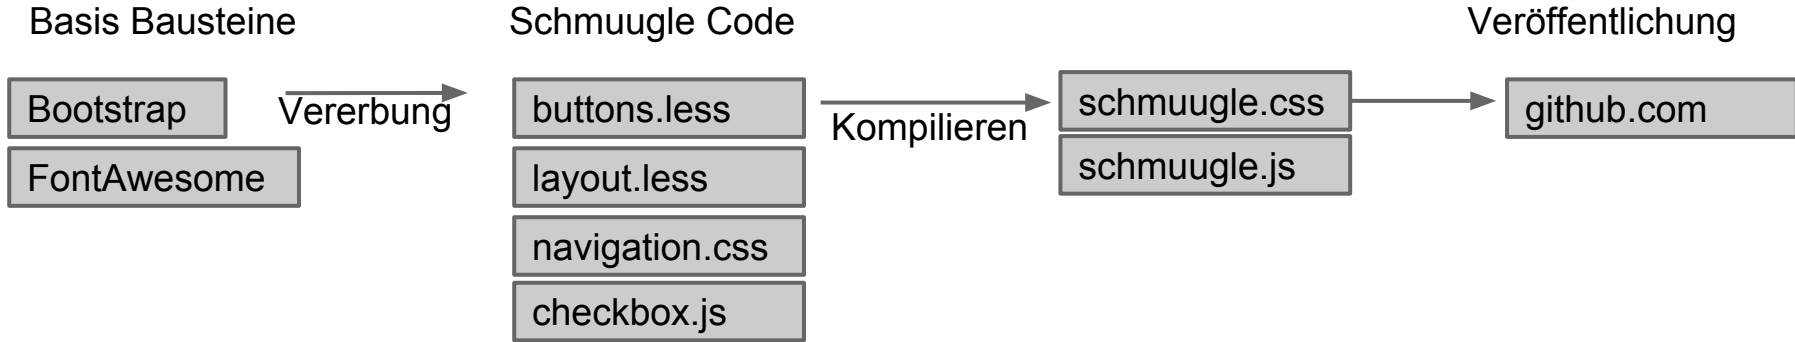 Basis Bausteine
Schmuugle Code
Veröffentlichung
Bootstrap
FontAwesome
Vererbung
buttons.less
layout.less
navigation.css
checkbox.js
Kompilieren
schmuugle.css
schmuugle.js
github.com